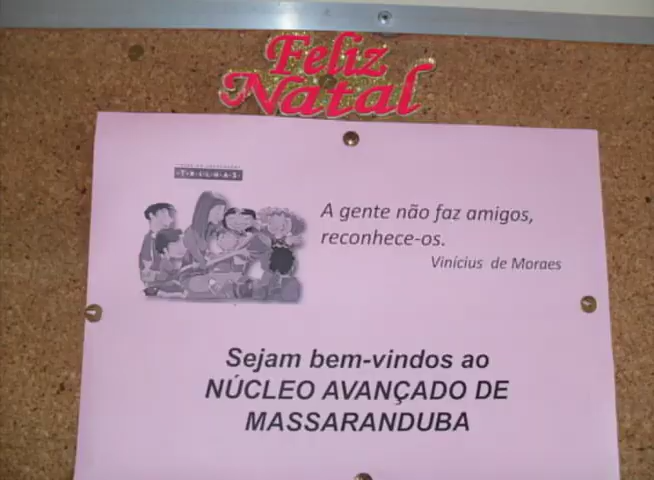 Feliz
Natal
TRILHAS
A gente não faz amigos,
reconhece-os.
Vinícius de Moraes
Sejam bem-vindos ao
NÚCLEO AVANÇADO DE
MASSARANDUBA